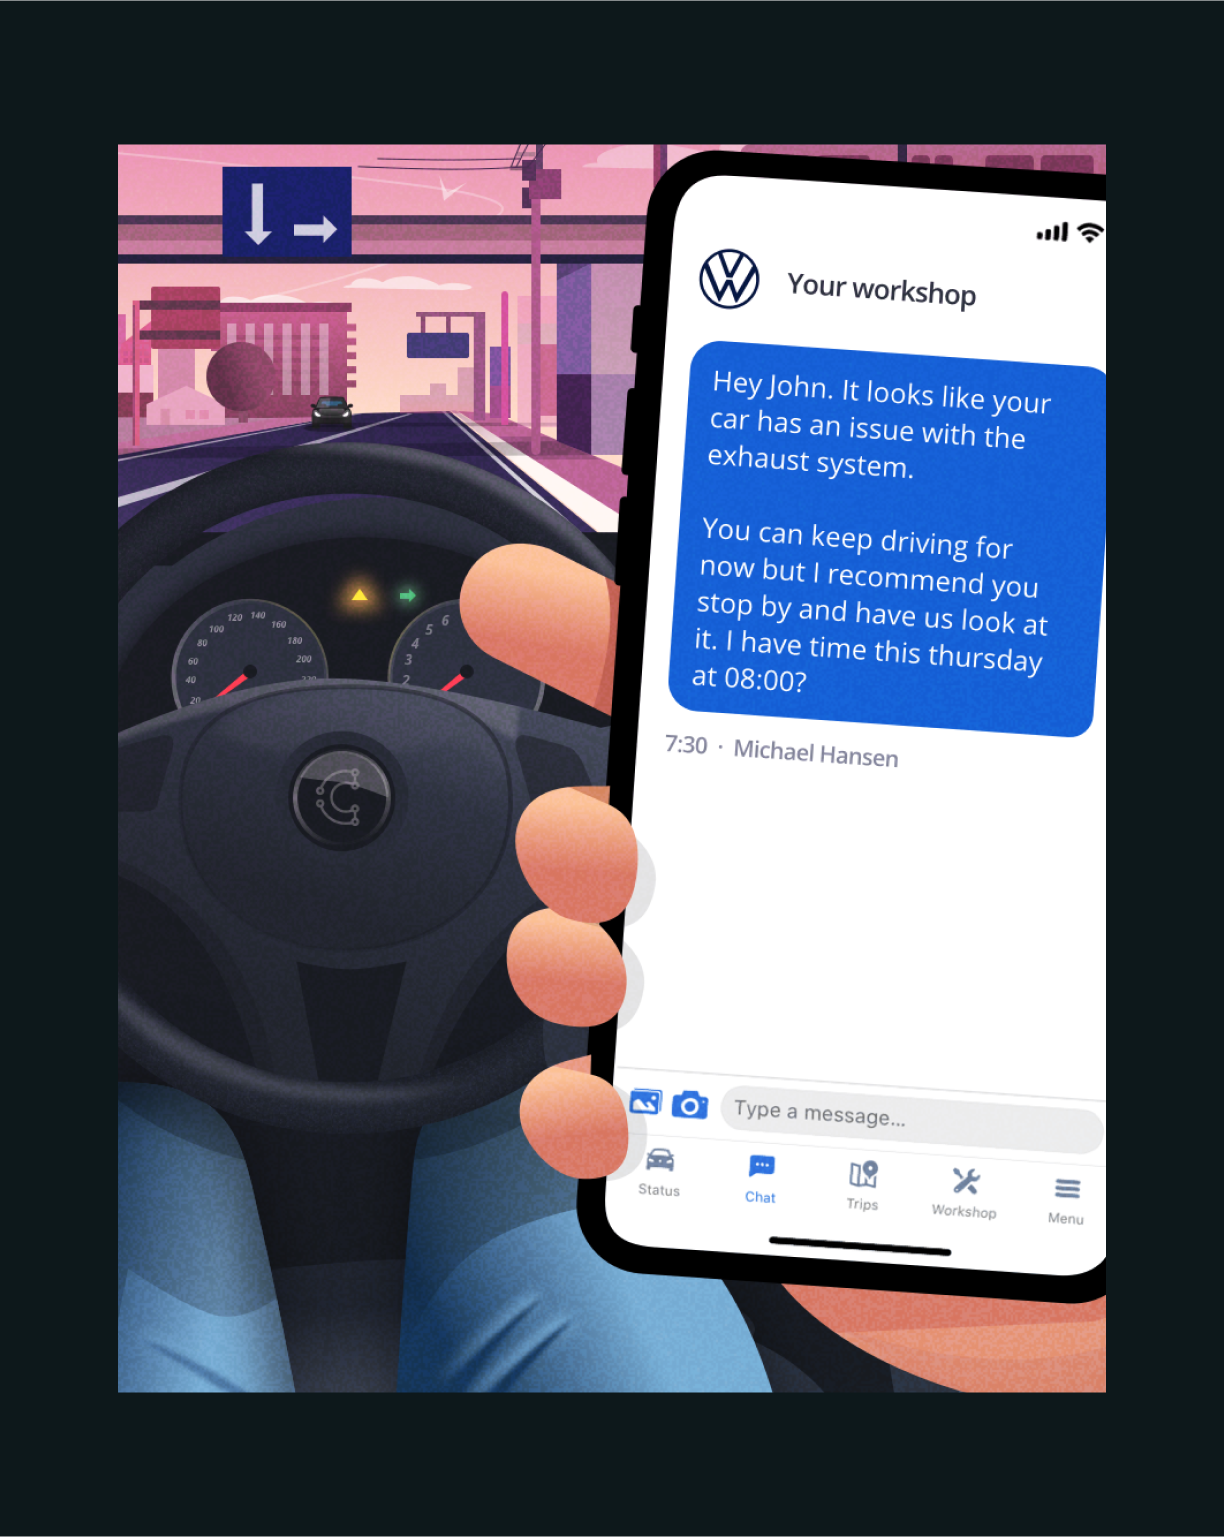 Your workshop
Hey John. It looks like your
car has an issue with the
exhaust system.
You can keep driving for
now but I recommend you
stop by and have us look at
it. I have time this thursday
at 08:00?
7:30 · Michael Hansen
120 140
100 160
80 180
60 200
40 220
20
6
5
4
3
2
Type a message...
Status
Chat
Trips
Workshop
Menu